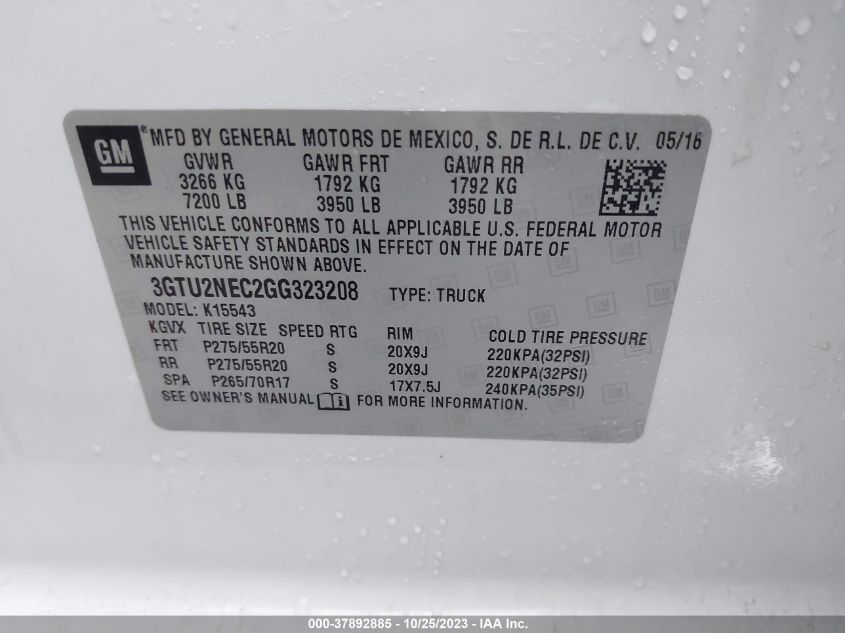 GM ® MFD BY GENERAL MOTORS DE MEXICO, S. DE R.L. DE C.V. 05/16
GVWR GAWR FRT GAWR RR
3266 KG 1792 KG 1792 KG
7200 LB 3950 LB 3950 LB
THIS VEHICLE CONFORMS TO ALL APPLICABLE U.S. FEDERAL MOTOR
VEHICLE SAFETY STANDARDS IN EFFECT ON THE DATE OF
MANUFACTURE SHOWN ABOVE.
3GTU2NEC2GG323208 TYPE: TRUCK
MODEL: K15543
KGVX TIRE SIZE SPEED RTG RIM COLD TIRE PRESSURE
FRT P275/55R20 S 20X9J 220KPA(32PSI)
RR P275/55R20 S 20X9J 220KPA(32PSI)
SPA P265/70R17 S 17X7.5J 240KPA(35PSI)
SEE OWNER'S MANUAL i FOR MORE INFORMATION.
000-37892885 - 10/25/2023 - IAA Inc.